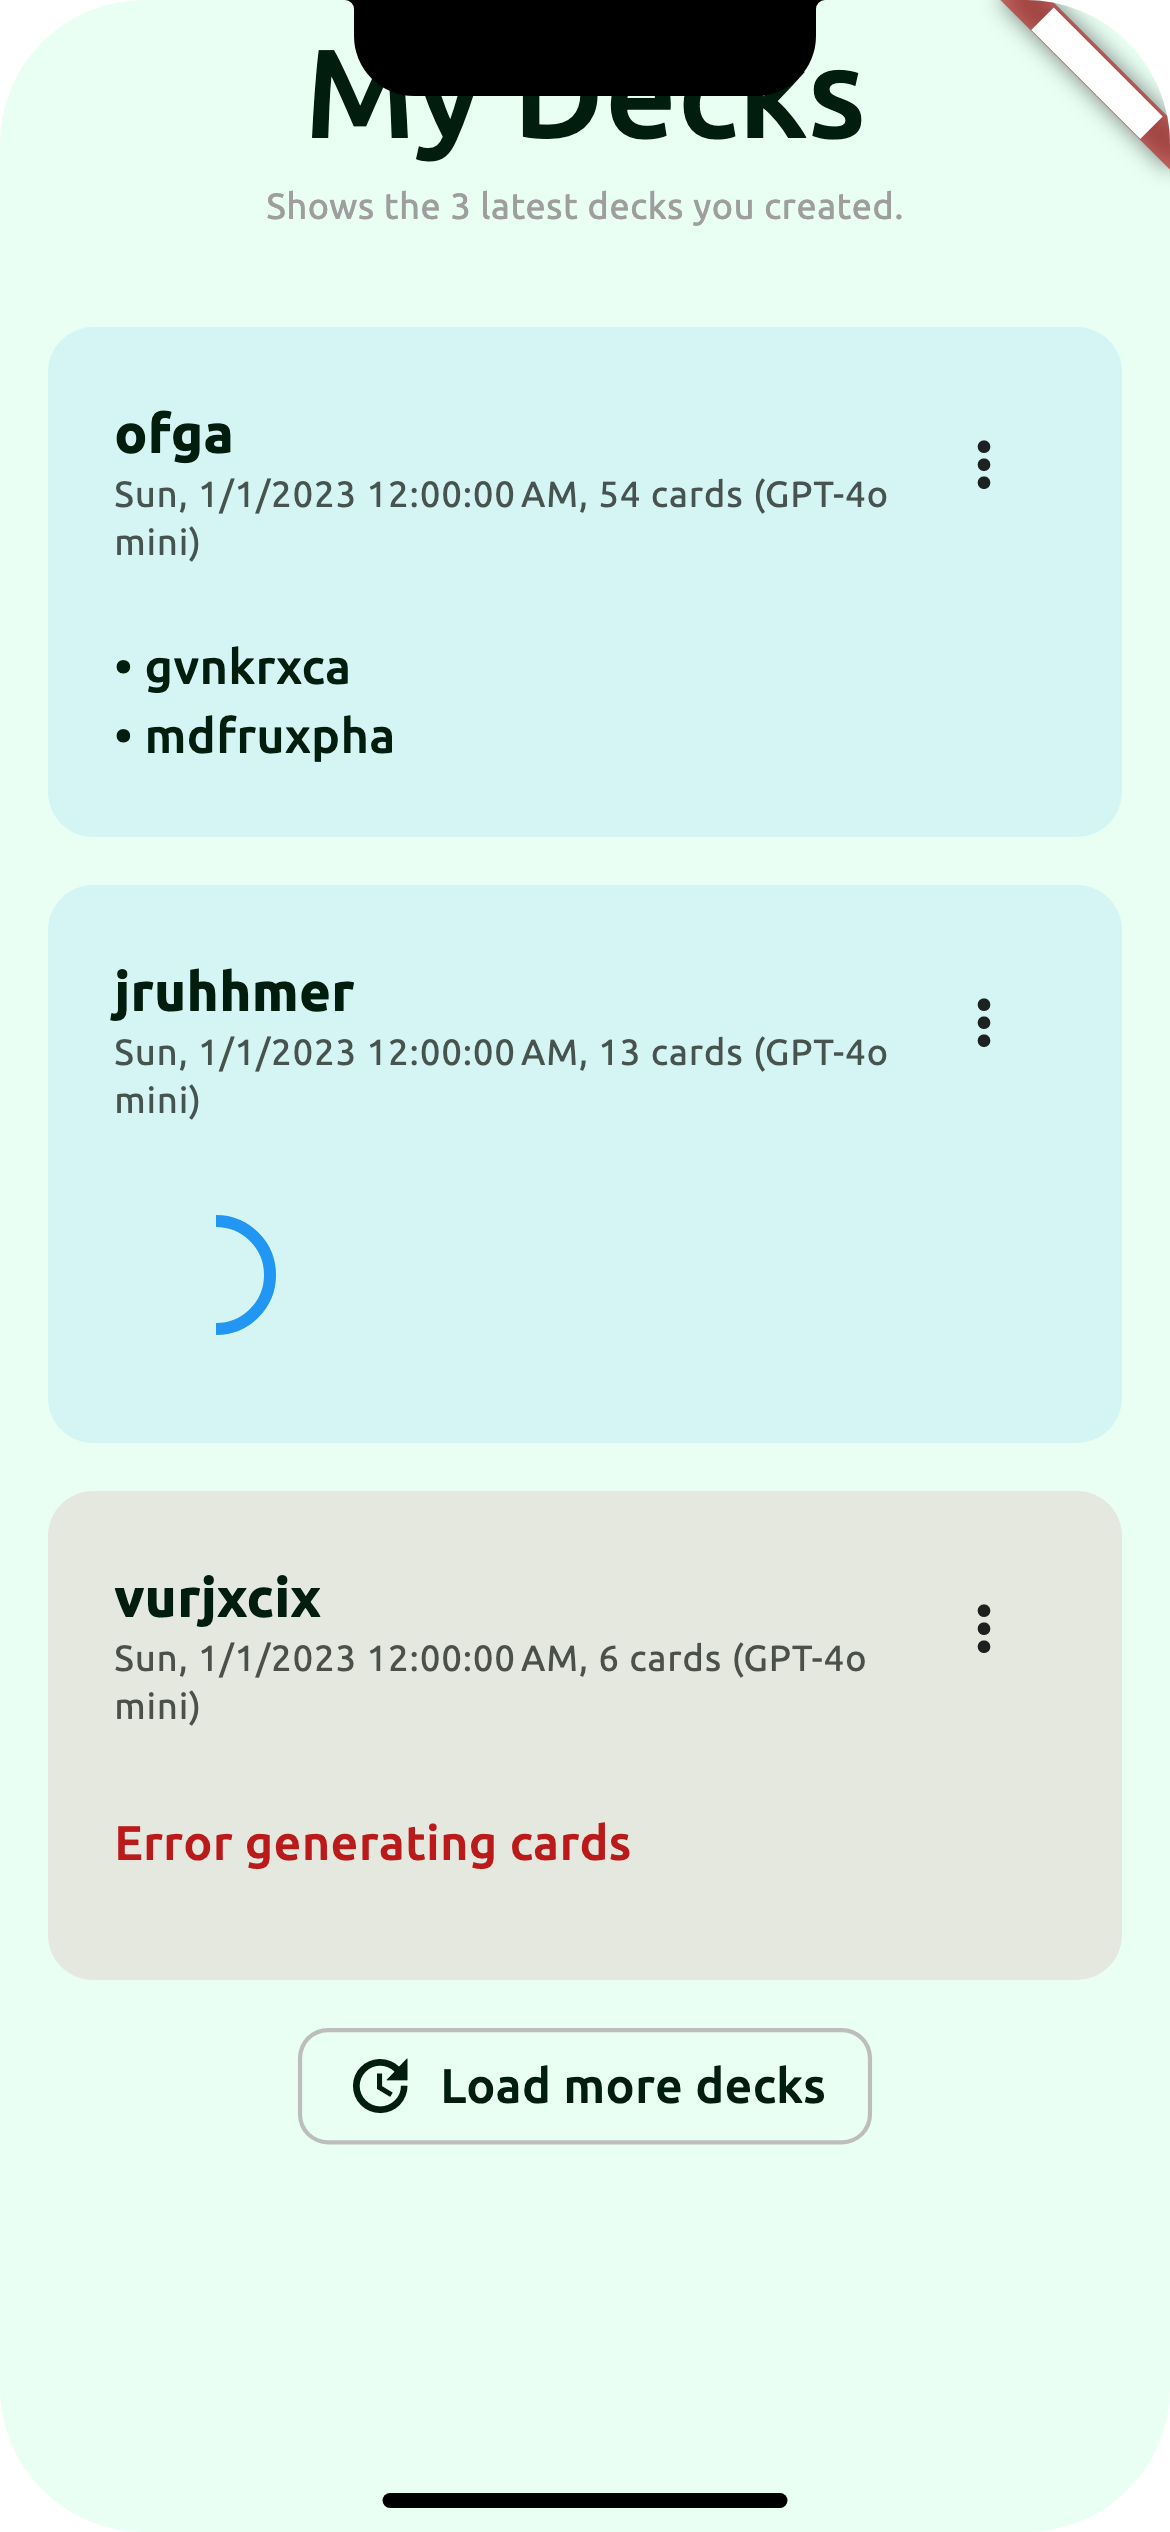 My Decks
Shows the 3 latest decks you created.
ofga
Sun, 1/1/2023 12:00:00 AM, 54 cards (GPT-4o
mini)
• gvnkrxca
• mdfruxpha
jruhhmer
Sun, 1/1/2023 12:00:00 AM, 13 cards (GPT-4o
mini)
vurjxcix
Sun, 1/1/2023 12:00:00 AM, 6 cards (GPT-4o
mini)
Error generating cards
Load more decks